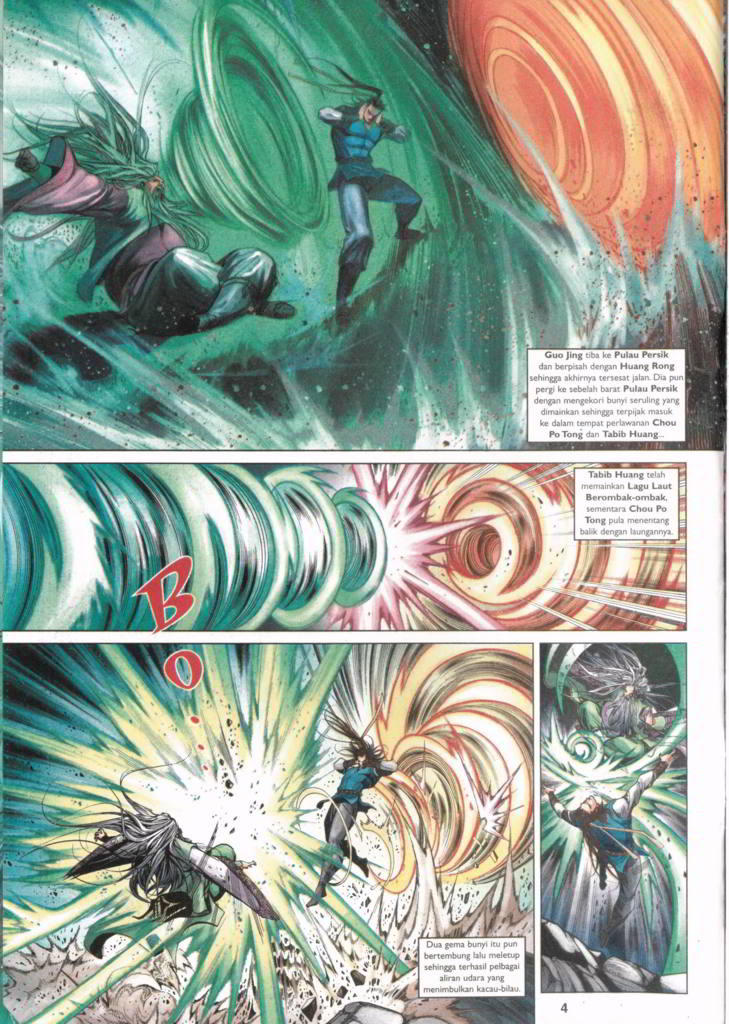 Guo Jing tiba ke Pulau Persik
dan berpisah dengan Huang Rong
sehingga akhirnya tersesat jalan. Dia pun
pergi ke sebelah barat Pulau Persik
dengan mengekori bunyi seruling yang
dimainkan sehingga terpijak masuk
ke dalam tempat perlawanan Chou
Po Tong dan Tabib Huang...
Tabib Huang telah
memainkan Lagu Laut
Berombak-ombak,
sementara Chou Po
Tong pula menentang
balik dengan laungannya.
BO...
Dua gema bunyi itu pun
bertembung lalu meletup
sehingga terhasil pelbagai
aliran udara yang
menimbulkan kacau-bilau.
4